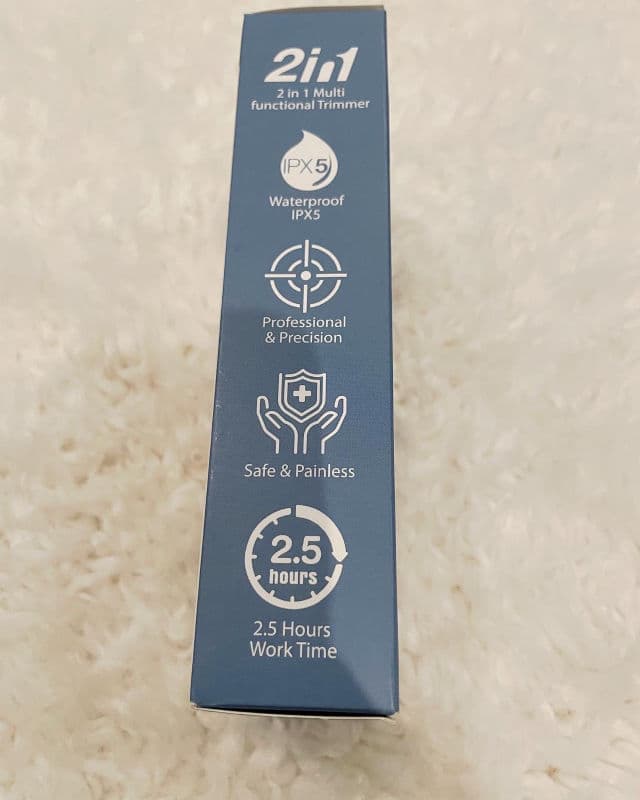 2in1
2 in 1 Multi
functional Trimmer
IPX5
Waterproof
IPX5
Professional
& Precision
Safe & Painless
2.5
hours
2.5 Hours
Work Time